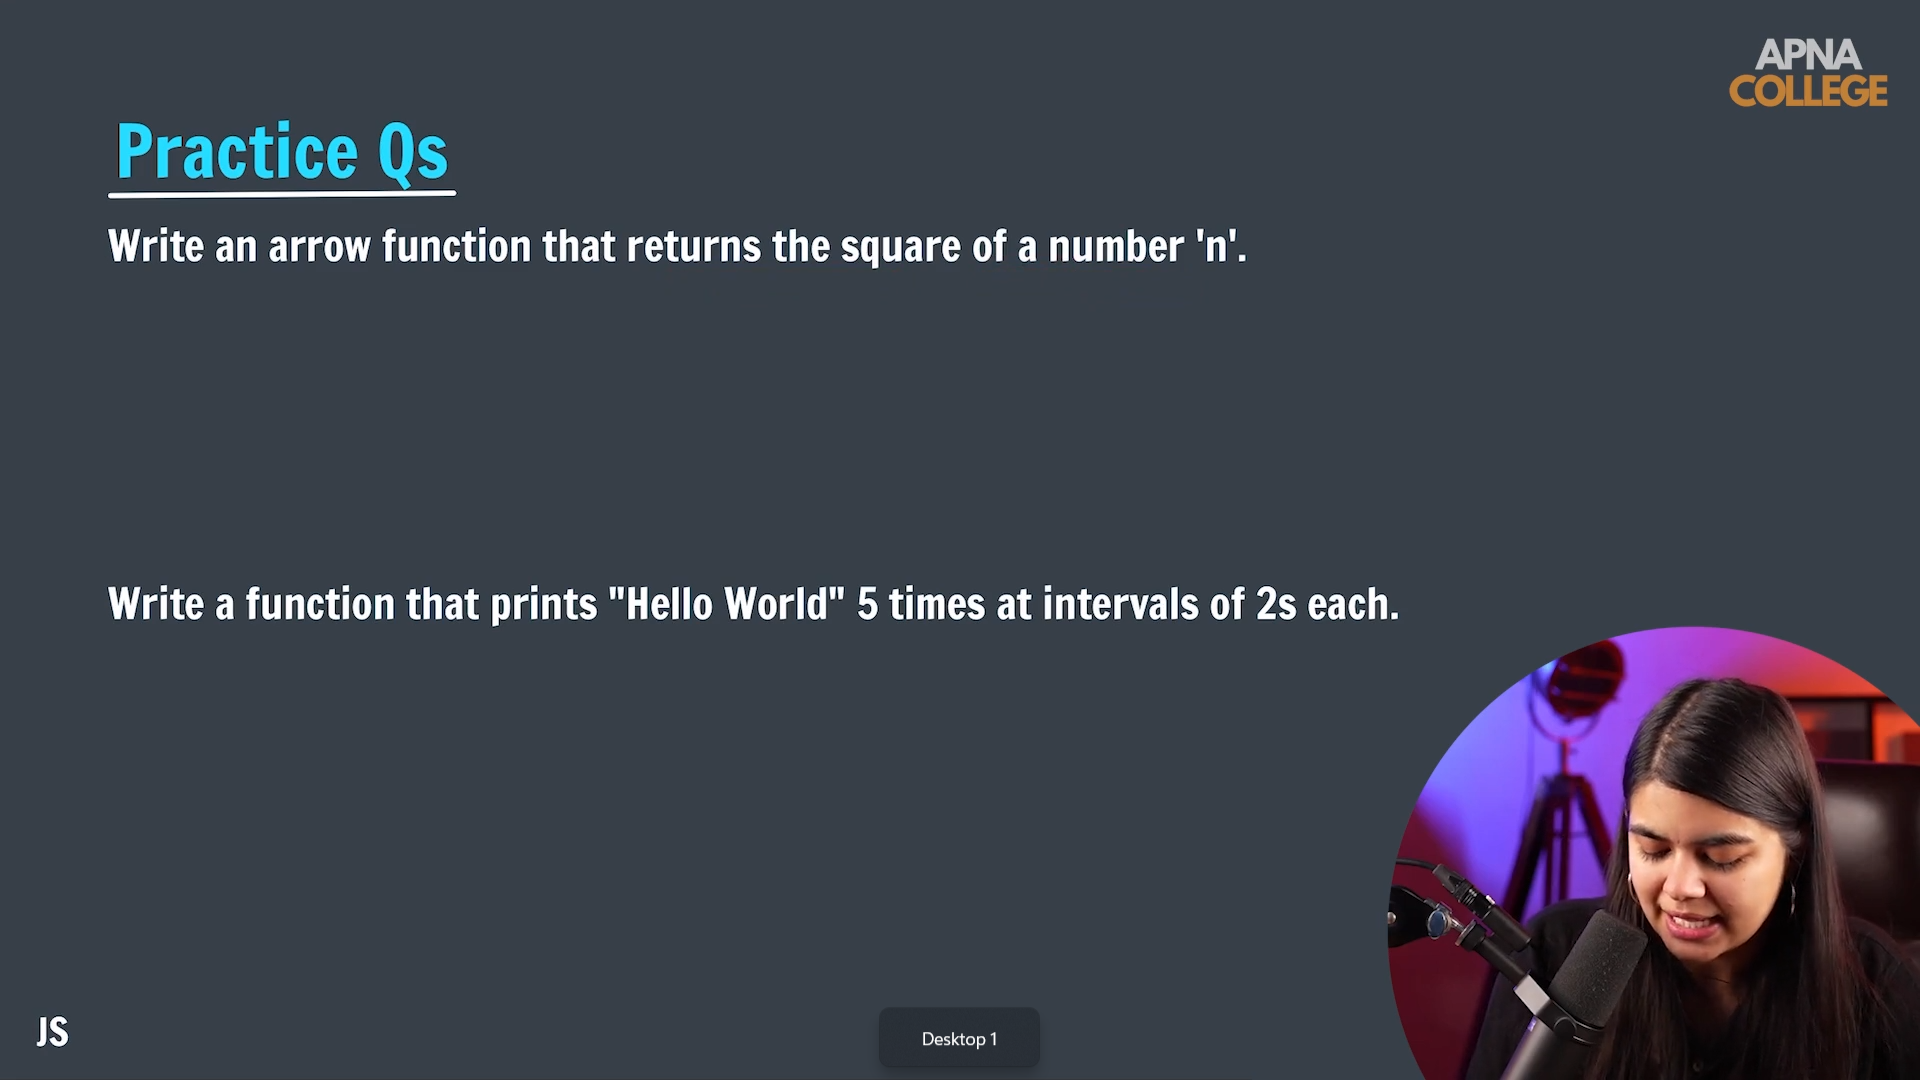 APNA
COLLEGE
Practice Qs
Write an arrow function that returns the square of a number 'n'.
Write a function that prints "Hello World" 5 times at intervals of 2s each.
JS
Desktop 1